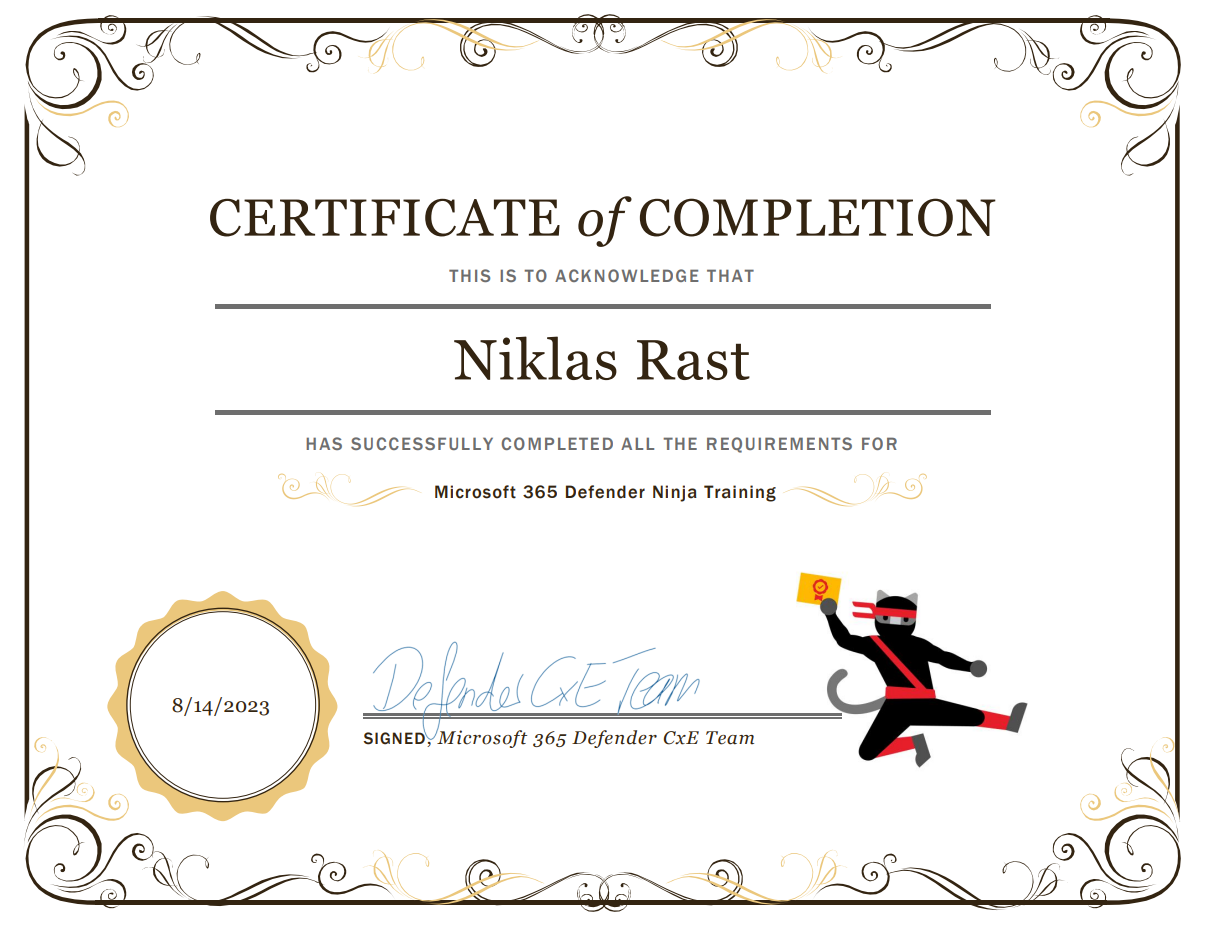 CERTIFICATE of COMPLETION
THIS IS TO ACKNOWLEDGE THAT
Niklas Rast
HAS SUCCESSFULLY COMPLETED ALL THE REQUIREMENTS FOR
Microsoft 365 Defender Ninja Training
8/14/2023
Defender CxE Team
SIGNED, Microsoft 365 Defender CxE Team